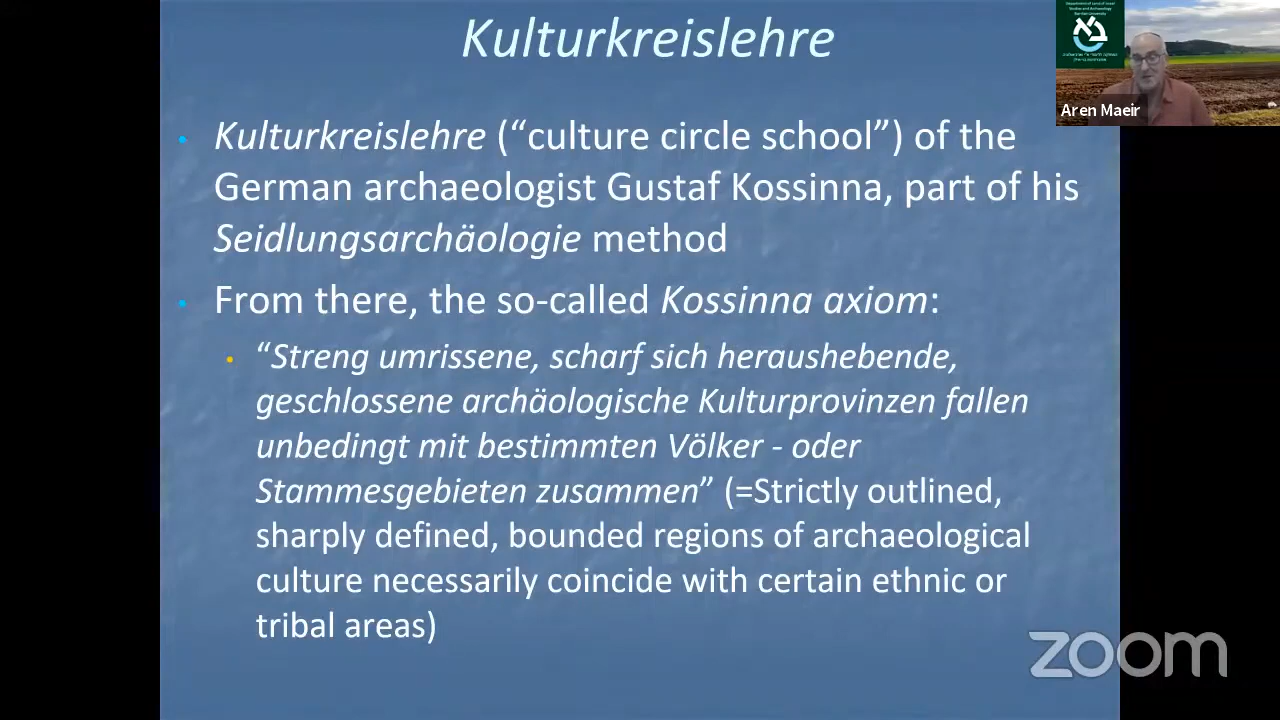 Kulturkreislehre
Kulturkreislehre (“culture circle school”) of the
German archaeologist Gustaf Kossinna, part of his
Seidlungsarchäologie method
From there, the so-called Kossinna axiom:
“Streng umrissene, scharf sich heraushebende,
geschlossene archäologische Kulturprovinzen fallen
unbedingt mit bestimmten Völker - oder
Stammesgebieten zusammen” (=Strictly outlined,
sharply defined, bounded regions of archaeological
culture necessarily coincide with certain ethnic or
tribal areas)
Aren Maeir
zoom